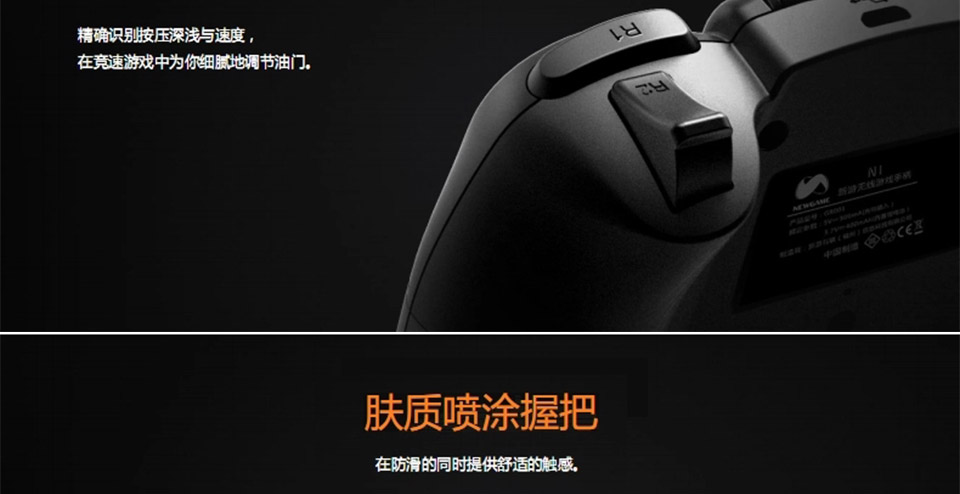 精确识别按压深浅与速度，
在竞速游戏中为你细腻地调节油门。
R1
R2
N1
NEWGAME
新游无线游戏手柄
中国制造
肤质喷涂握把
在防滑的同时提供舒适的触感。